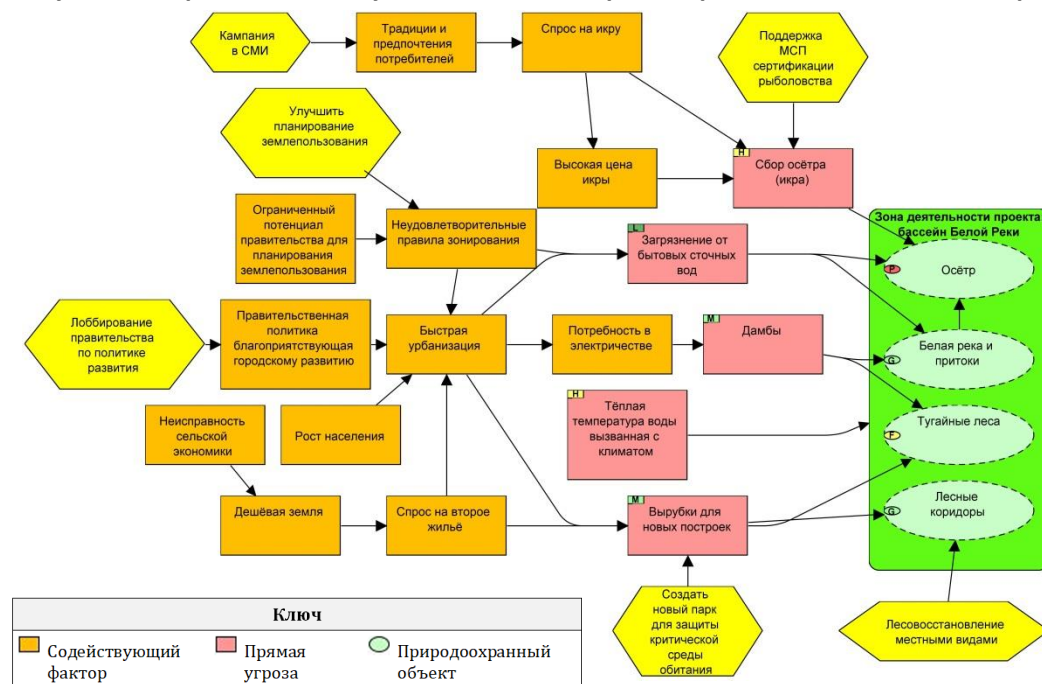 Кампания
в СМИ
Традиции и
предпочтения
потребителей
Спрос на икру
Поддержка
МСП
сертификации
рыболовства
Улучшить
планирование
землепользования
Высокая цена
икры
H
Сбор осётра
(икра)
Ограниченный
потенциал
правительства для
планирования
землепользования
Неудовлетворительные
правила зонирования
L
Загрязнение от
бытовых сточных
вод
Зона деятельности проекта
бассейн Белой Реки
P
Осётр
Лоббирование
правительства
по политике
развития
Правительственная
политика
благоприятствующая
городскому развитию
Быстрая
урбанизация
Потребность в
электричестве
M
Дамбы
Белая река и
притоки
G
Неисправность
сельской
экономики
Рост населения
H
Тёплая
температура воды
вызванная с
климатом
Тугайные леса
F
Дешёвая земля
Спрос на второе
жильё
M
Вырубки для
новых построек
Лесные
коридоры
G
Создать
новый парк
для защиты
критической
среды
обитания
Лесовосстановление
местными видами
Ключ
Содействующий
фактор
Прямая
угроза
Природоохранный
объект